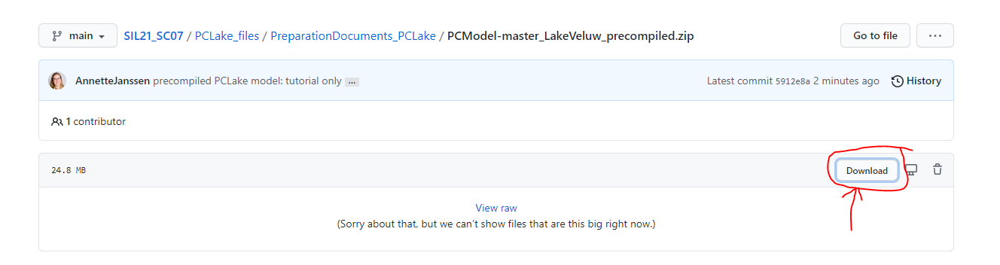 main SIL21_SC07 / PCLake_files / PreparationDocuments_PCLake / PCModel-master_LakeVeluw_precompiled.zip Go to file ...
AnnetteJanssen precompiled PCLake model: tutorial only ... Latest commit 5912e8a 2 minutes ago History
1 contributor
24.8 MB Download
View raw
(Sorry about that, but we can’t show files that are this big right now.)